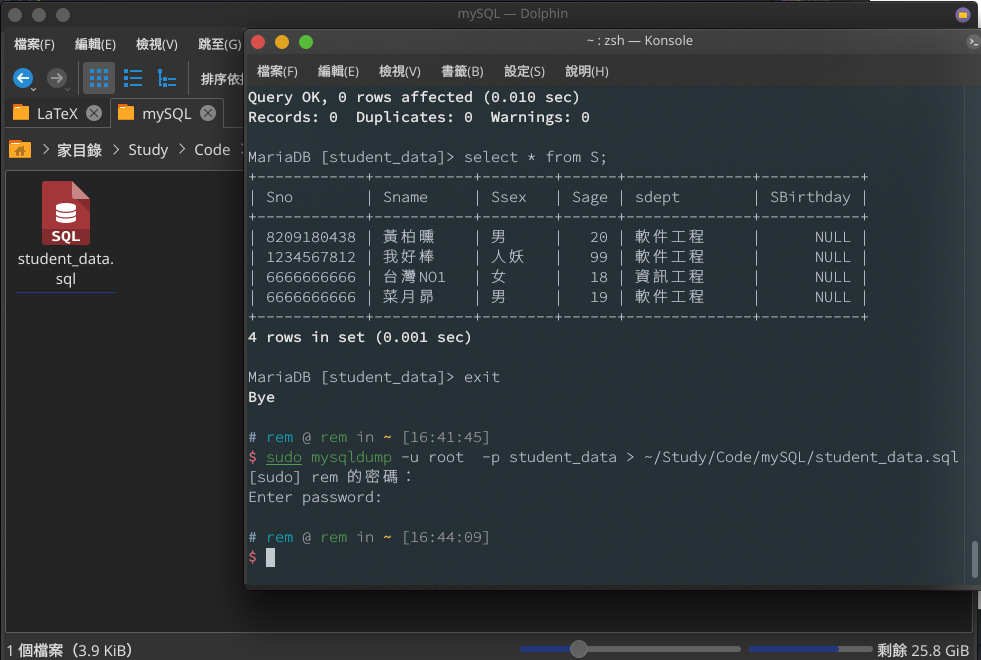 mySQL — Dolphin
檔案(F) 編輯(E) 檢視(V) 跳至(G)
排序依
LaTeX mySQL
家目錄 > Study > Code
SQL
student_data.
sql
1 個檔案（3.9 KiB）
剩餘 25.8 GiB
~ : zsh — Konsole
檔案(F) 編輯(E) 檢視(V) 書籤(B) 設定(S) 說明(H)
Query OK, 0 rows affected (0.010 sec)
Records: 0  Duplicates: 0  Warnings: 0
MariaDB [student_data]> select * from S;
+------------+-----------+--------+------+--------------+-----------+
| Sno        | Sname     | Ssex   | Sage | sdept        | SBirthday |
+------------+-----------+--------+------+--------------+-----------+
| 8209180438 | 黃柏曛    | 男     |   20 | 軟件工程     |      NULL |
| 1234567812 | 我好棒    | 人妖   |   99 | 軟件工程     |      NULL |
| 6666666666 | 台灣NO1   | 女     |   18 | 資訊工程     |      NULL |
| 6666666666 | 菜月昴    | 男     |   19 | 軟件工程     |      NULL |
+------------+-----------+--------+------+--------------+-----------+
4 rows in set (0.001 sec)
MariaDB [student_data]> exit
Bye
# rem @ rem in ~ [16:41:45]
$ sudo mysqldump -u root  -p student_data > ~/Study/Code/mySQL/student_data.sql
[sudo] rem 的密碼：
Enter password:
# rem @ rem in ~ [16:44:09]
$